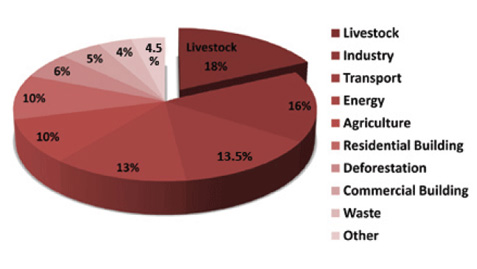 Livestock
18%
16%
13.5%
13%
10%
10%
6%
5%
4%
4.5
%
Livestock
Industry
Transport
Energy
Agriculture
Residential Building
Deforestation
Commercial Building
Waste
Other